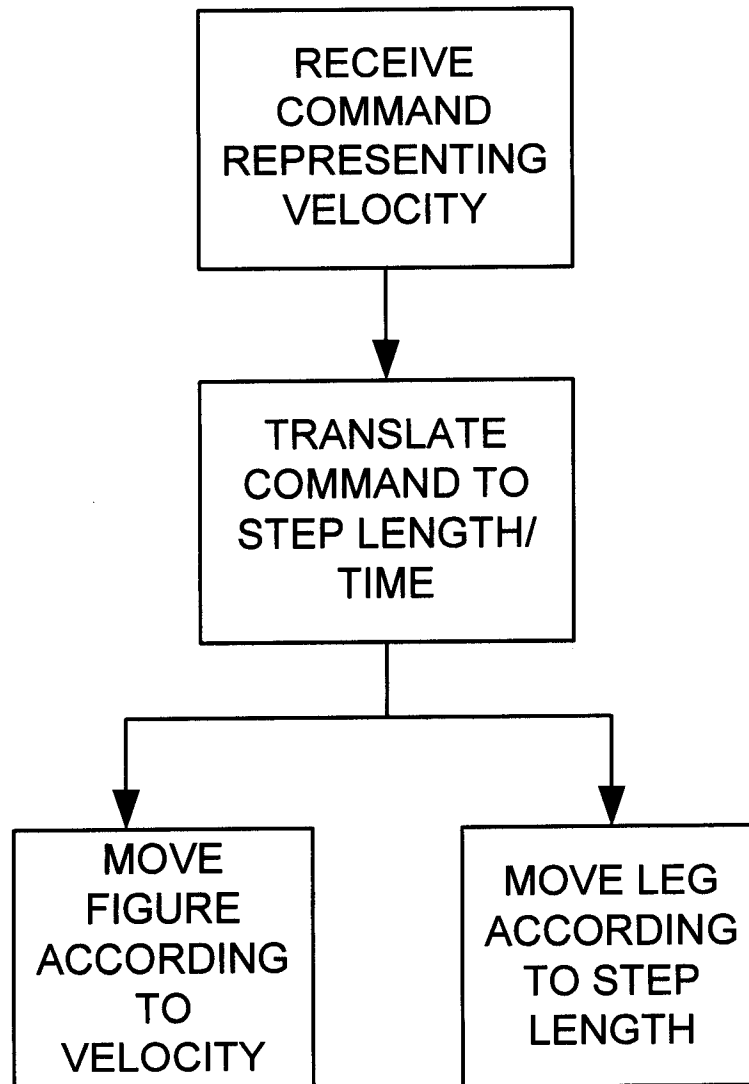 RECEIVE
COMMAND
REPRESENTING
VELOCITY
TRANSLATE
COMMAND TO
STEP LENGTH/
TIME
MOVE
FIGURE
ACCORDING
TO
VELOCITY
MOVE LEG
ACCORDING
TO STEP
LENGTH